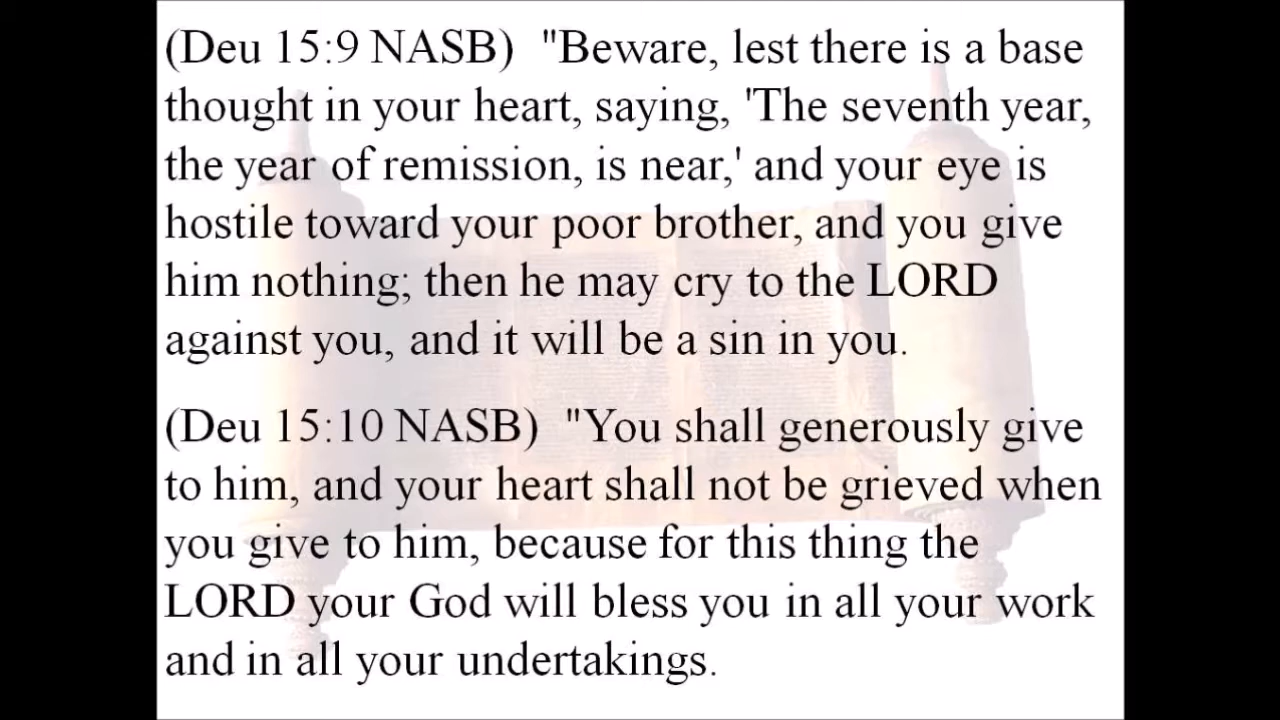 (Deu 15:9 NASB)  "Beware, lest there is a base
thought in your heart, saying, 'The seventh year,
the year of remission, is near,' and your eye is
hostile toward your poor brother, and you give
him nothing; then he may cry to the LORD
against you, and it will be a sin in you.
(Deu 15:10 NASB)  "You shall generously give
to him, and your heart shall not be grieved when
you give to him, because for this thing the
LORD your God will bless you in all your work
and in all your undertakings.